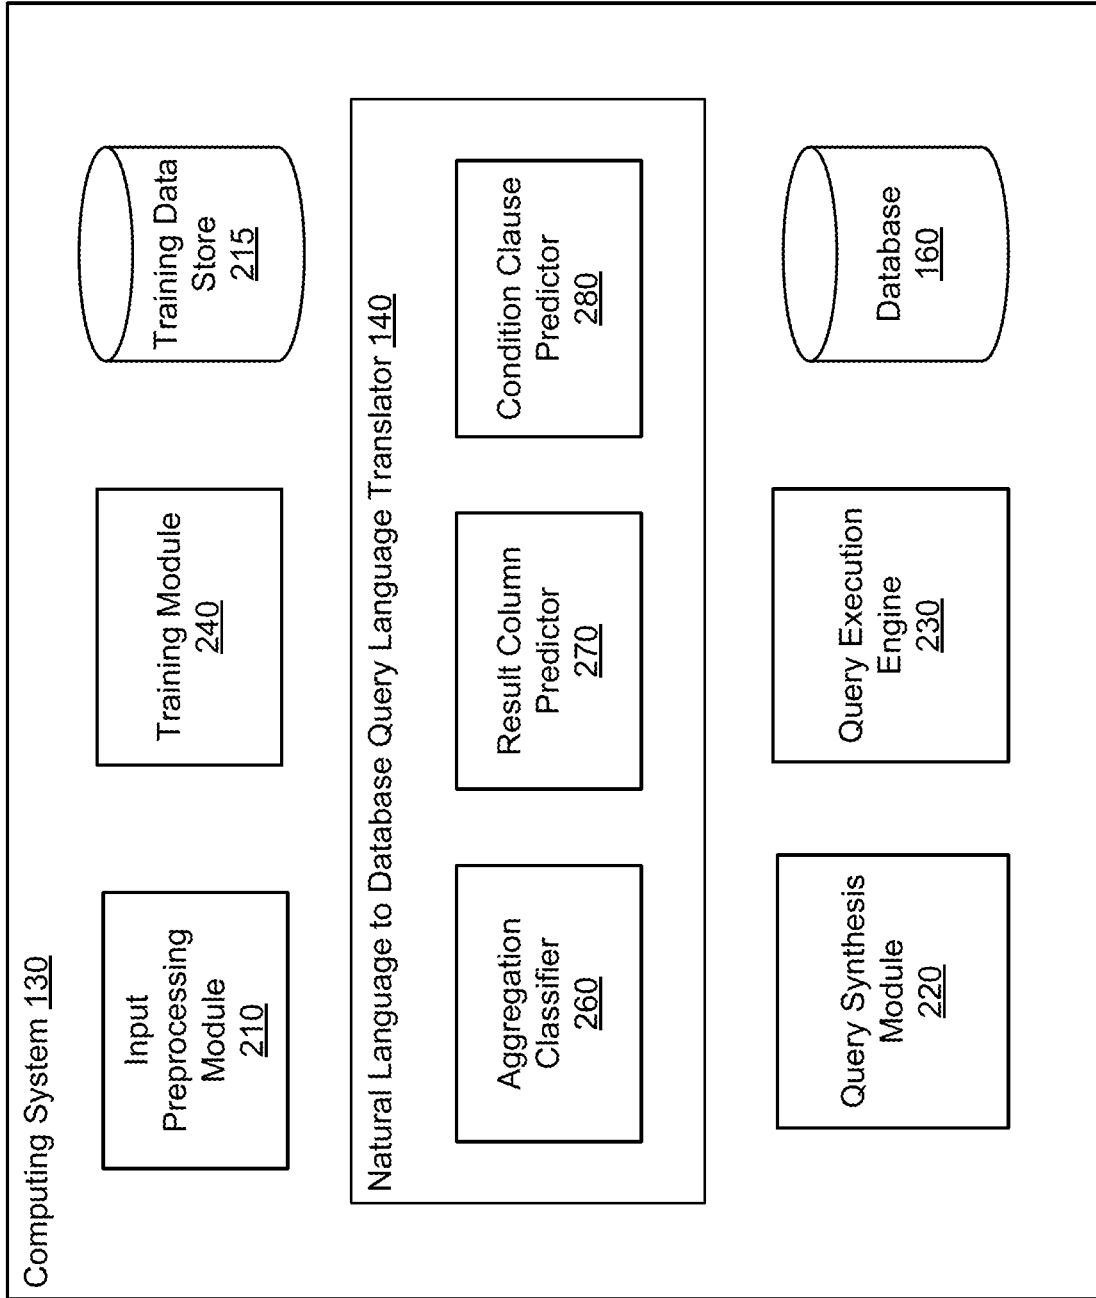 Computing System 130
Input
Preprocessing
Module
210
Training Module
240
Training Data
Store
215
Natural Language to Database Query Language Translator 140
Aggregation
Classifier
260
Result Column
Predictor
270
Condition Clause
Predictor
280
Query Synthesis
Module
220
Query Execution
Engine
230
Database
160